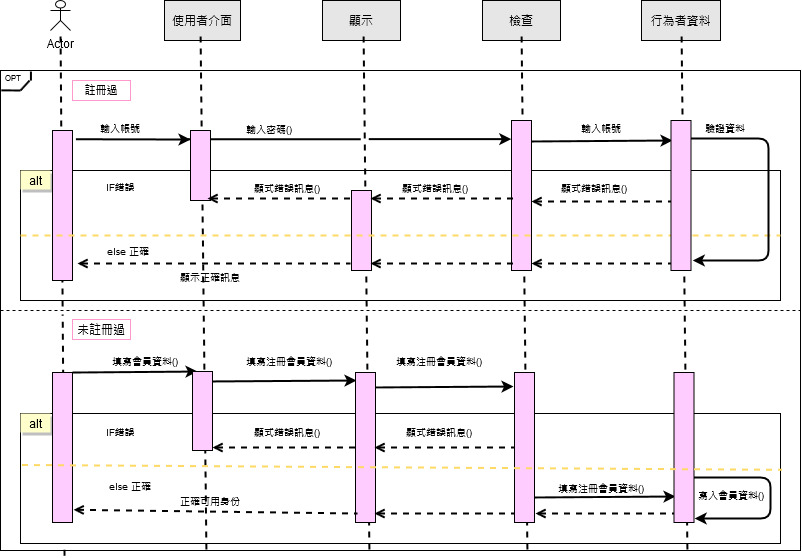 Actor
使用者介面
顯示
檢查
行為者資料
OPT
註冊過
輸入帳號
輸入密碼()
輸入帳號
驗證資料
alt
IF錯誤
顯式錯誤訊息()
顯式錯誤訊息()
顯式錯誤訊息()
else 正確
顯示正確訊息
未註冊過
填寫會員資料()
填寫注冊會員資料()
填寫注冊會員資料()
alt
IF錯誤
顯式錯誤訊息()
顯式錯誤訊息()
else 正確
正確可用身份
填寫注冊會員資料()
寫入會員資料()